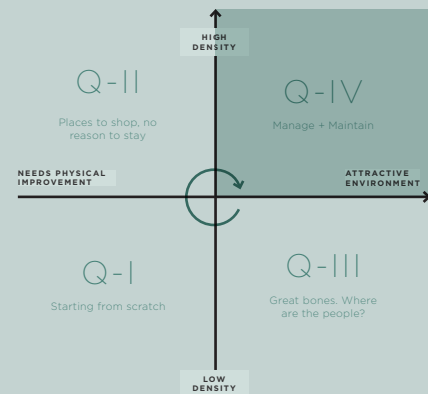 HIGH
DENSITY
Q-II
Places to shop, no
reason to stay
Q-IV
Manage + Maintain
NEEDS PHYSICAL
IMPROVEMENT
ATTRACTIVE
ENVIRONMENT
Q-I
Starting from scratch
Q-III
Great bones. Where
are the people?
LOW
DENSITY